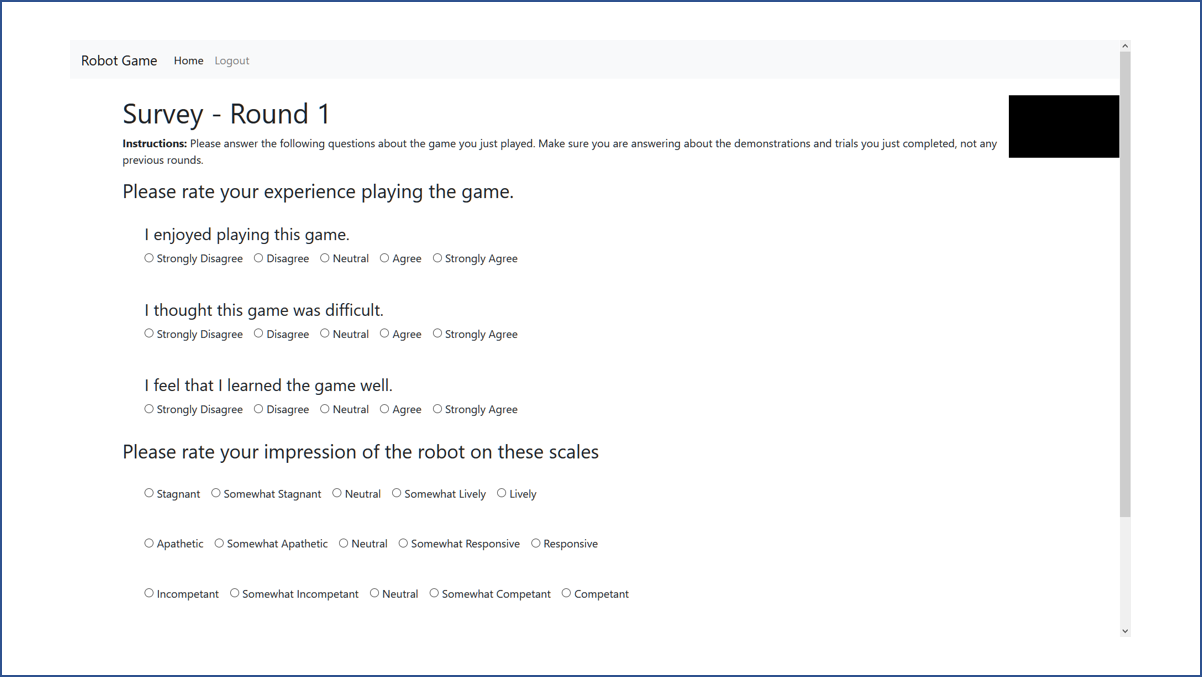 Robot Game Home Logout
Survey - Round 1
Instructions: Please answer the following questions about the game you just played. Make sure you are answering about the demonstrations and trials you just completed, not any
previous rounds.
Please rate your experience playing the game.
I enjoyed playing this game.
Strongly Disagree Disagree Neutral Agree Strongly Agree
I thought this game was difficult.
Strongly Disagree Disagree Neutral Agree Strongly Agree
I feel that I learned the game well.
Strongly Disagree Disagree Neutral Agree Strongly Agree
Please rate your impression of the robot on these scales
Stagnant Somewhat Stagnant Neutral Somewhat Lively Lively
Apathetic Somewhat Apathetic Neutral Somewhat Responsive Responsive
Incompetant Somewhat Incompetant Neutral Somewhat Competant Competant